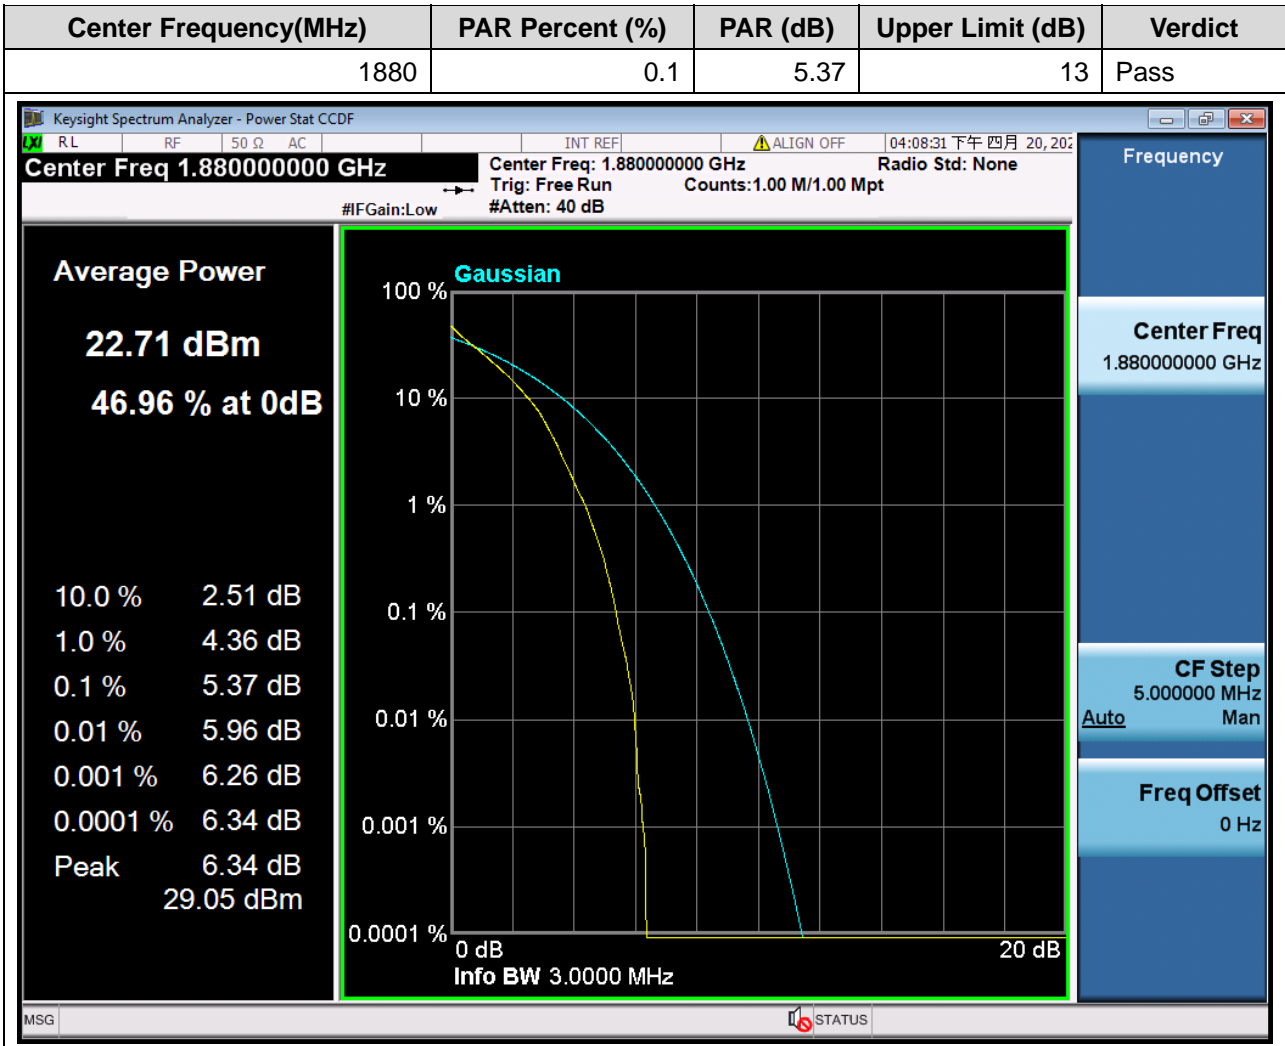 Center Frequency(MHz) PAR Percent (%) PAR (dB) Upper Limit (dB) Verdict
1880 0.1 5.37 13 Pass
Keysight Spectrum Analyzer - Power Stat CCDF
LXI RL RF 50 Ω AC INT REF ALIGN OFF 04:08:31 下午 四月 20, 202
Center Freq 1.880000000 GHz
Center Freq: 1.880000000 GHz Radio Std: None
Trig: Free Run Counts:1.00 M/1.00 Mpt
#IFGain:Low #Atten: 40 dB
Average Power
22.71 dBm
46.96 % at 0dB
10.0 % 2.51 dB
1.0 % 4.36 dB
0.1 % 5.37 dB
0.01 % 5.96 dB
0.001 % 6.26 dB
0.0001 % 6.34 dB
Peak 6.34 dB
29.05 dBm
Gaussian
100 %
10 %
1 %
0.1 %
0.01 %
0.001 %
0.0001 %
0 dB 20 dB
Info BW 3.0000 MHz
Frequency
Center Freq
1.880000000 GHz
CF Step
5.000000 MHz
Auto Man
Freq Offset
0 Hz
MSG STATUS